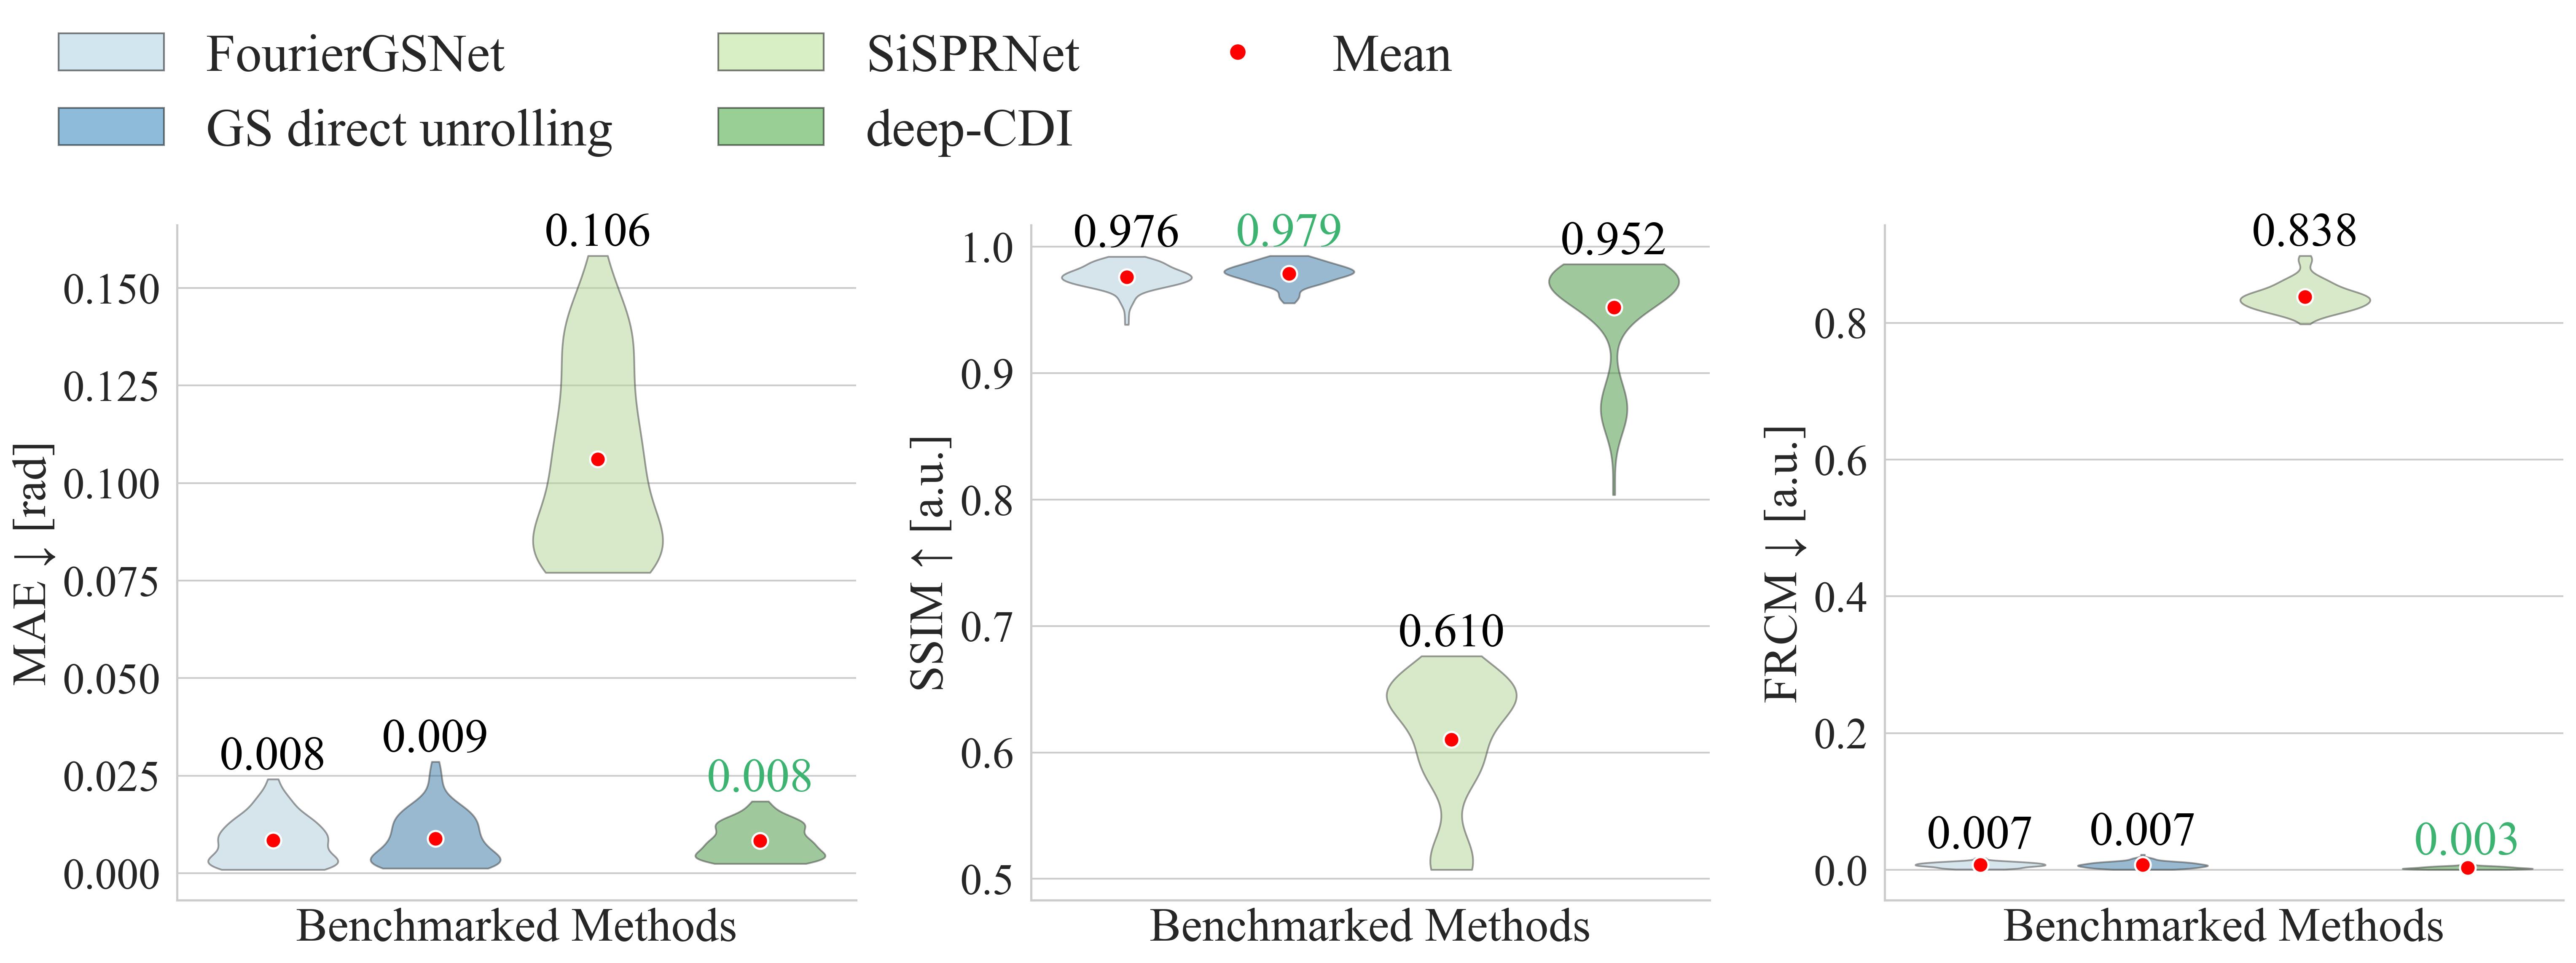 FourierGSNet
GS direct unrolling
SiSPRNet
deep-CDI
Mean
MAE ↓ [rad]
0.150
0.125
0.100
0.075
0.050
0.025
0.000
0.008
0.009
0.106
0.008
Benchmarked Methods
SSIM ↑ [a.u.]
1.0
0.9
0.8
0.7
0.6
0.5
0.976
0.979
0.610
0.952
Benchmarked Methods
FRCM ↓ [a.u.]
0.8
0.6
0.4
0.2
0.0
0.007
0.007
0.838
0.003
Benchmarked Methods